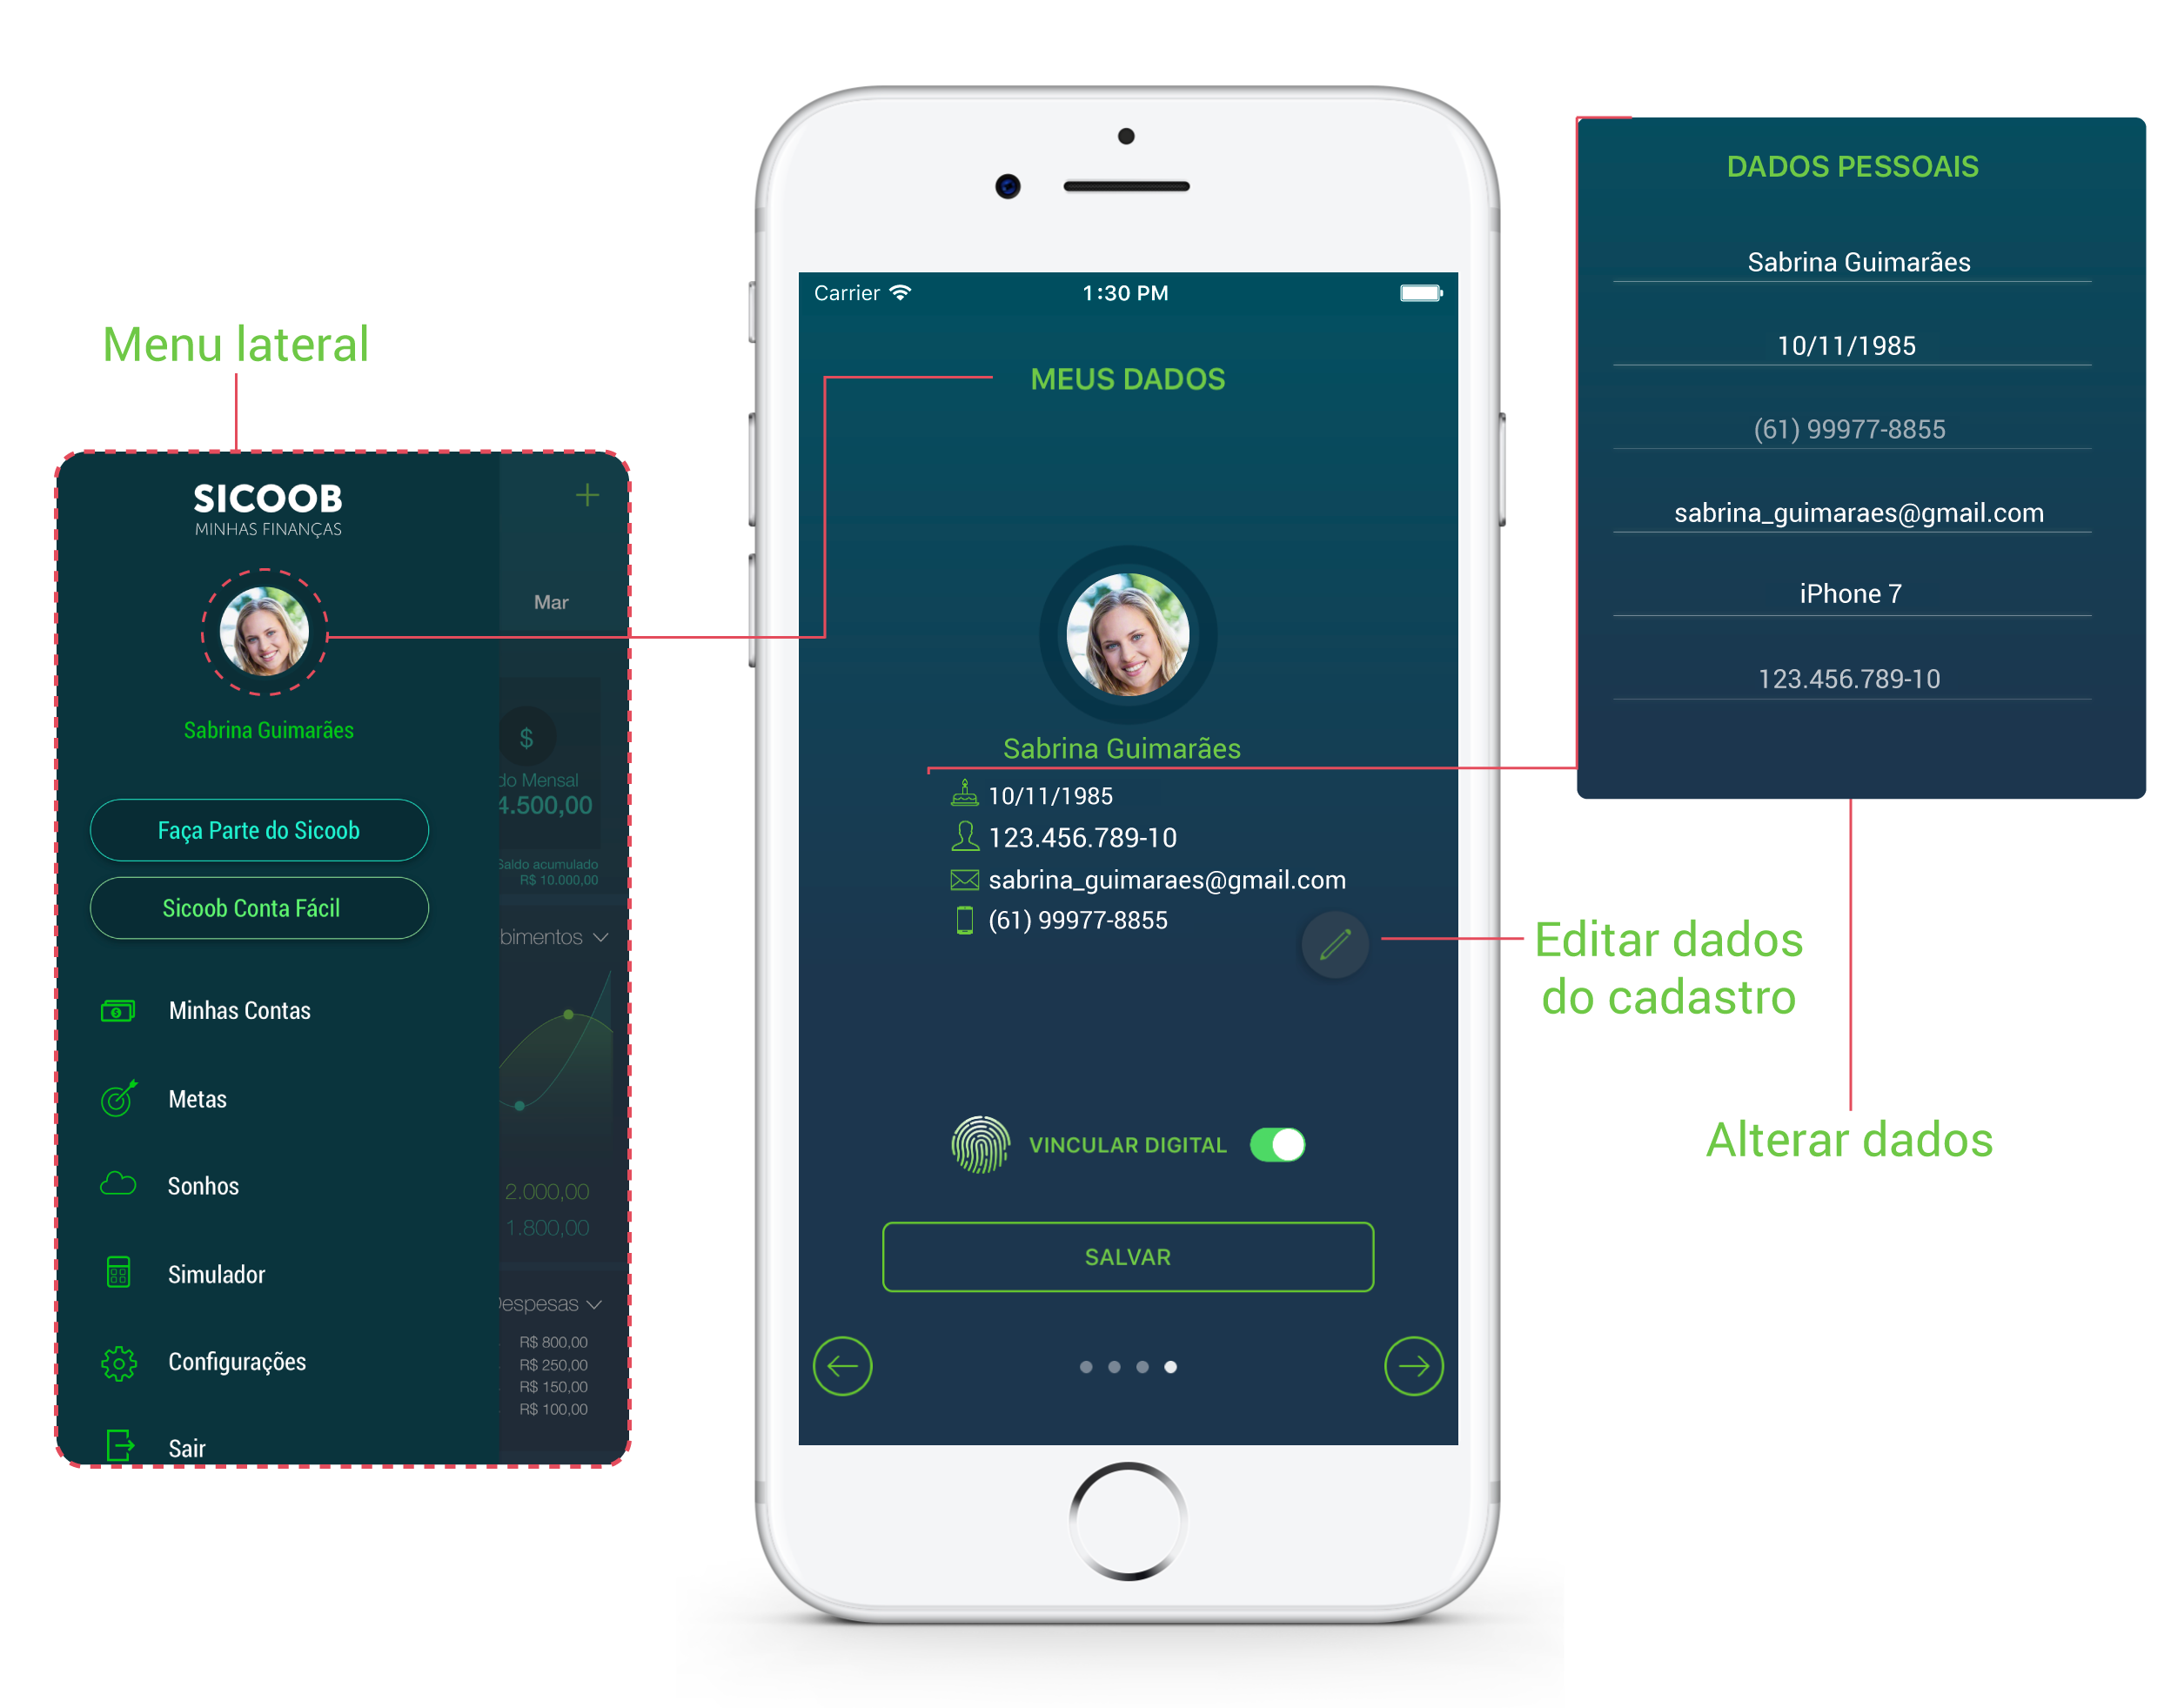 Menu lateral
SICOOB
MINHAS FINANÇAS
Sabrina Guimarães
Faça Parte do Sicoob
Sicoob Conta Fácil
Minhas Contas
Metas
Sonhos
Simulador
Configurações
Sair
Mar
$
do Mensal
4.500,00
Saldo acumulado
R$ 10.000,00
bimentos
2.000,00
1.800,00
Despesas
R$ 800,00
R$ 250,00
R$ 150,00
R$ 100,00
Carrier
1:30 PM
MEUS DADOS
Sabrina Guimarães
10/11/1985
123.456.789-10
sabrina_guimaraes@gmail.com
(61) 99977-8855
VINCULAR DIGITAL
SALVAR
DADOS PESSOAIS
Sabrina Guimarães
10/11/1985
(61) 99977-8855
sabrina_guimaraes@gmail.com
iPhone 7
123.456.789-10
Editar dados
do cadastro
Alterar dados